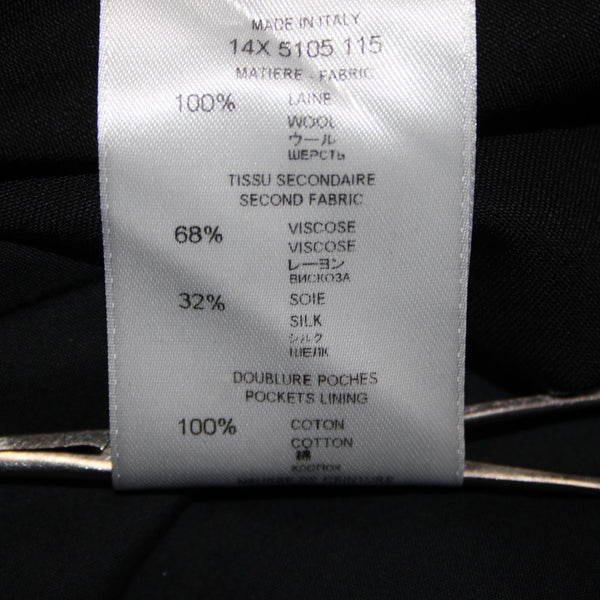 MADE IN ITALY
14X 5105 115
MATIERE - FABRIC
100% LAINE
WOOL
ウール
ШЕРСТЬ
TISSU SECONDAIRE
SECOND FABRIC
68% VISCOSE
VISCOSE
レーヨン
ВИСКОЗА
32% SOIE
SILK
シルク
ШЕЛК
DOUBLURE POCHES
POCKETS LINING
100% COTON
COTTON
綿
ХЛОПОК